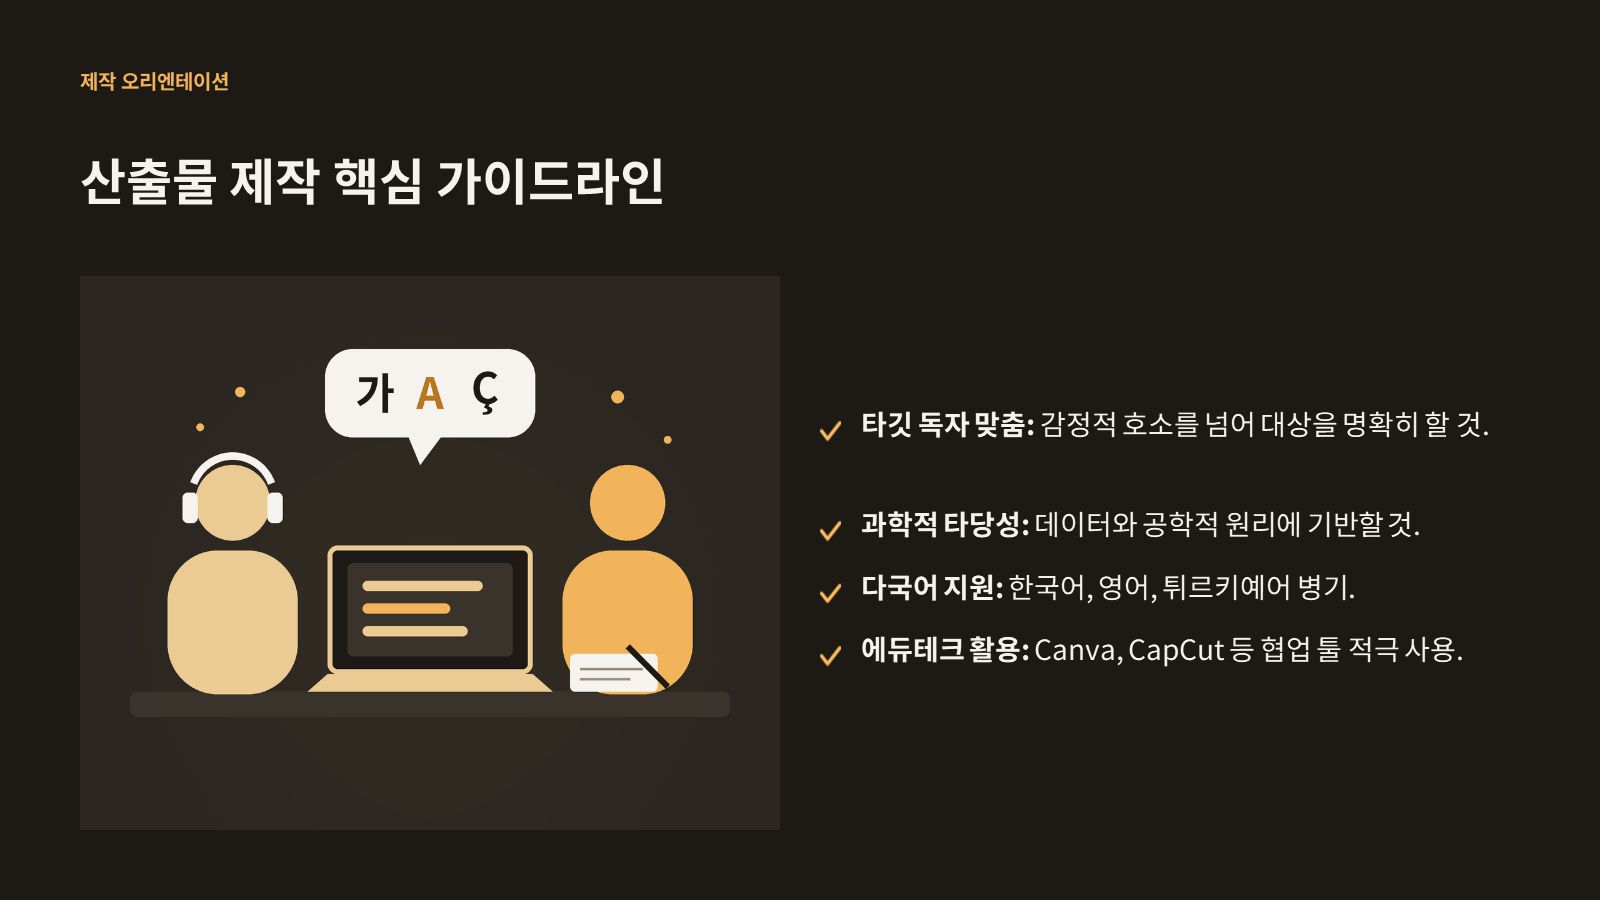 제작 오리엔테이션
산출물 제작 핵심 가이드라인
가 A Ç
타깃 독자 맞춤: 감정적 호소를 넘어 대상을 명확히 할 것.
과학적 타당성: 데이터와 공학적 원리에 기반할 것.
다국어 지원: 한국어, 영어, 튀르키예어 병기.
에듀테크 활용: Canva, CapCut 등 협업 툴 적극 사용.